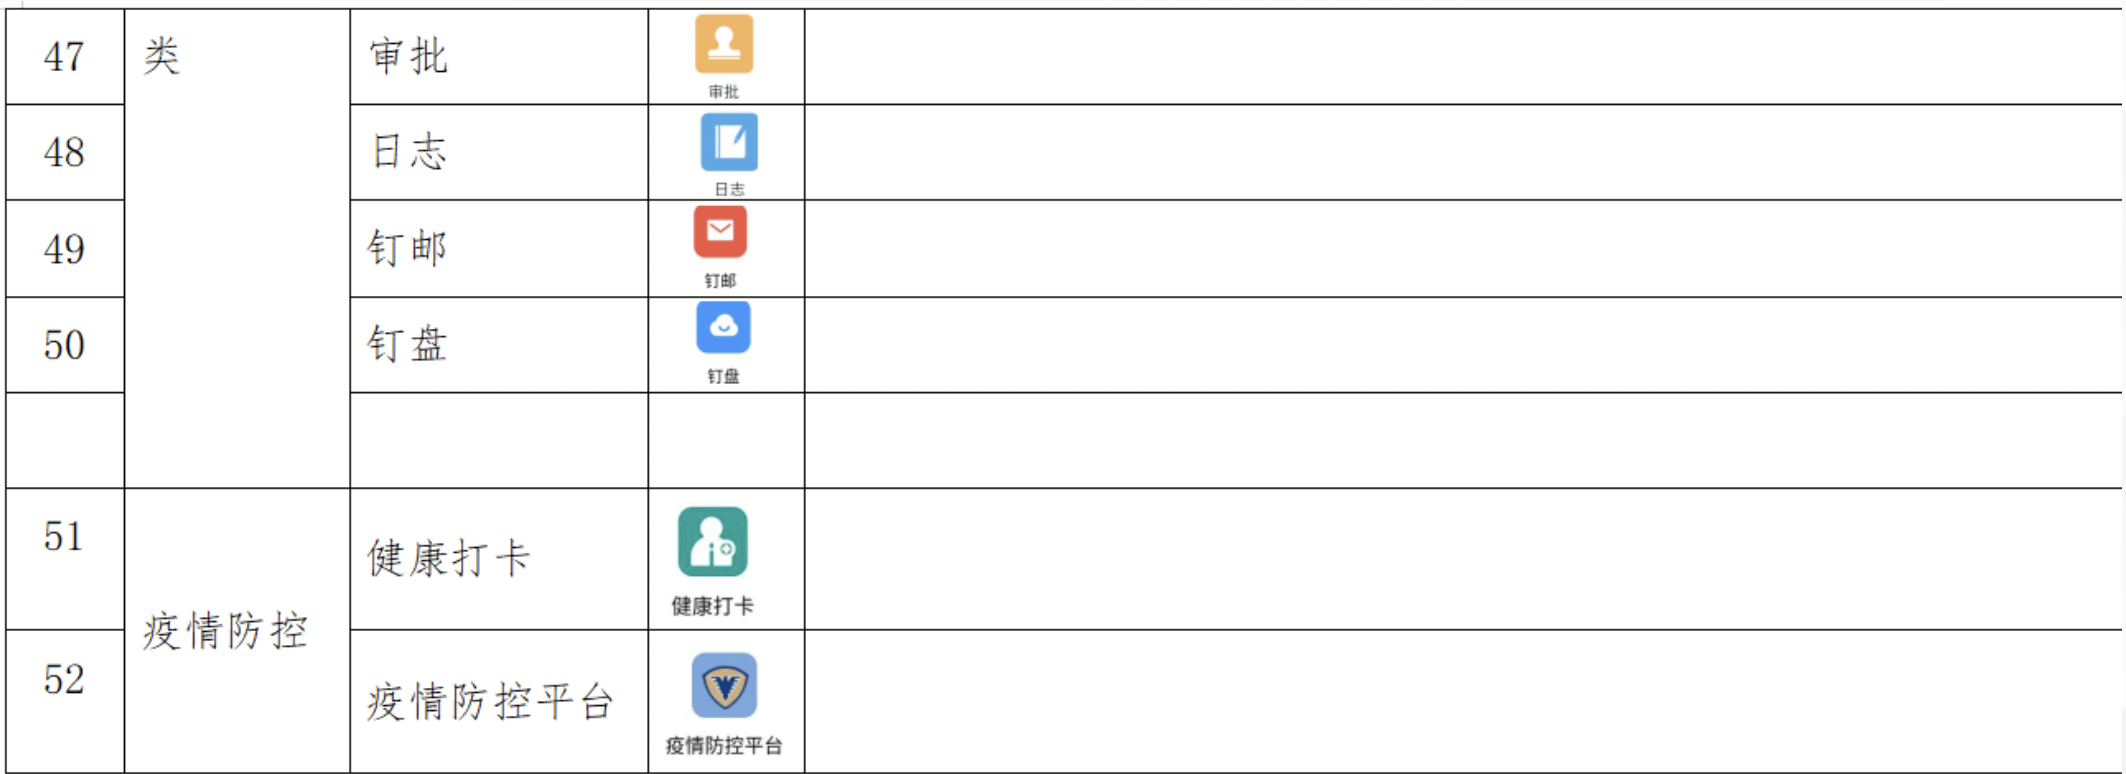 47 类 审批 审批
48 日志 日志
49 钉邮 钉邮
50 钉盘 钉盘
51 疫情防控 健康打卡 健康打卡
52 疫情防控平台 疫情防控平台